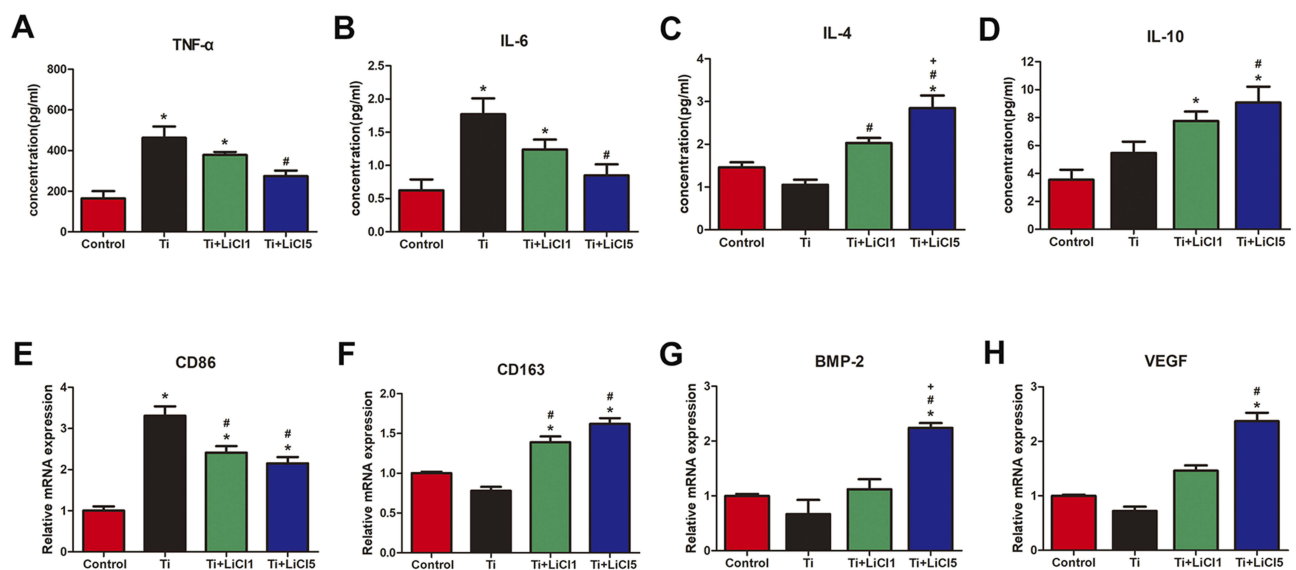 A
TNF-α
concentration(pg/ml)
800
600
400
200
0
*
*
#
Control
Ti
Ti+LiCl1
Ti+LiCl5
B
IL-6
concentration(pg/ml)
2.5
2.0
1.5
1.0
0.5
0.0
*
*
#
Control
Ti
Ti+LiCl1
Ti+LiCl5
C
IL-4
concentration(pg/ml)
4
3
2
1
0
#
+
#
*
Control
Ti
Ti+LiCl1
Ti+LiCl5
D
IL-10
concentration(pg/ml)
12
10
8
6
4
2
0
*
#
*
Control
Ti
Ti+LiCl1
Ti+LiCl5
E
CD86
Relative mRNA expression
4
3
2
1
0
*
#
*
#
*
Control
Ti
Ti+LiCl1
Ti+LiCl5
F
CD163
Relative mRNA expression
2.0
1.5
1.0
0.5
0.0
#
*
#
*
Control
Ti
Ti+LiCl1
Ti+LiCl5
G
BMP-2
Relative mRNA expression
3
2
1
0
+
#
*
Control
Ti
Ti+LiCl1
Ti+LiCl5
H
VEGF
Relative mRNA expression
3
2
1
0
#
*
Control
Ti
Ti+LiCl1
Ti+LiCl5